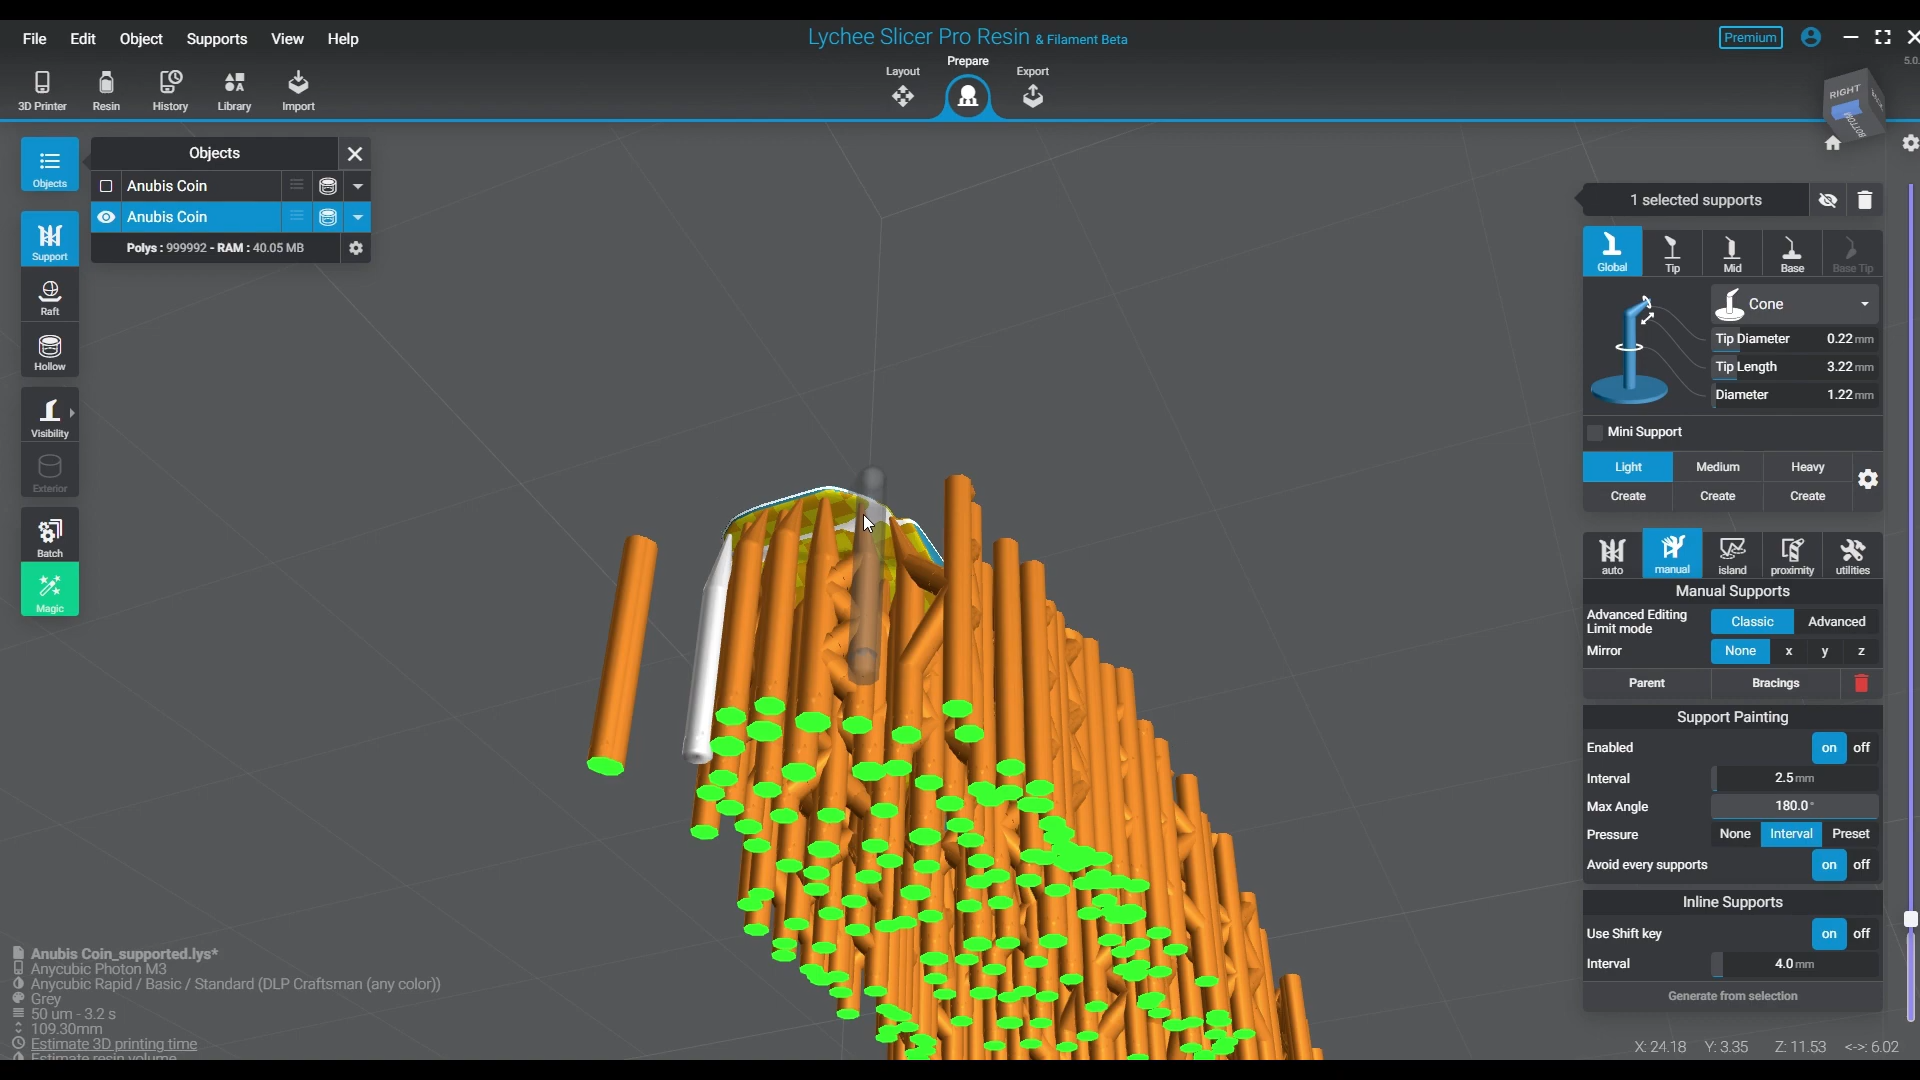 File Edit Object Supports View Help
Lychee Slicer Pro Resin & Filament Beta
Premium
5.0.
3D Printer Resin History Library Import
Layout Prepare Export
RIGHT
BOTTOM
Objects
Objects
Anubis Coin
Anubis Coin
Polys : 999992 - RAM : 40.05 MB
Support
Raft
Hollow
Visibility
Exterior
Batch
Magic
1 selected supports
Global Tip Mid Base Base Tip
Cone
Tip Diameter 0.22 mm
Tip Length 3.22 mm
Diameter 1.22 mm
Mini Support
Light Medium Heavy
Create Create Create
auto manual island proximity utilities
Manual Supports
Advanced Editing
Limit mode Classic Advanced
Mirror None x y z
Parent Bracings
Support Painting
Enabled on off
Interval 2.5 mm
Max Angle 180.0 °
Pressure None Interval Preset
Avoid every supports on off
Inline Supports
Use Shift key on off
Interval 4.0 mm
Generate from selection
Anubis Coin_supported.lys*
Anycubic Photon M3
Anycubic Rapid / Basic / Standard (DLP Craftsman (any color))
Grey
50 um - 3.2 s
109.30mm
Estimate 3D printing time
Estimate resin volume
X: 24.18 Y: 3.35 Z: 11.53 <->: 6.02